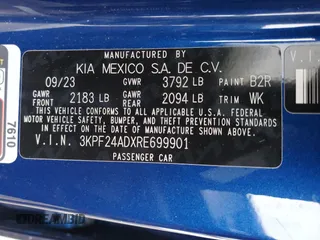 MANUFACTURED BY
KIA MEXICO S.A. DE C.V.
09/23 GVWR 3792 LB PAINT B2R
GAWR FRONT 2183 LB GAWR REAR 2094 LB TRIM WK
THIS VEHICLE CONFORMS TO ALL APPLICABLE U.S. FEDERAL
MOTOR VEHICLE SAFETY,
BUMPER, AND THEFT PREVENTION STANDARDS IN EFFECT
ON THE DATE OF MANUFACTURE SHOWN ABOVE.
V.I.N. 3KPF24ADXRE699901
PASSENGER CAR
V.I.
7610